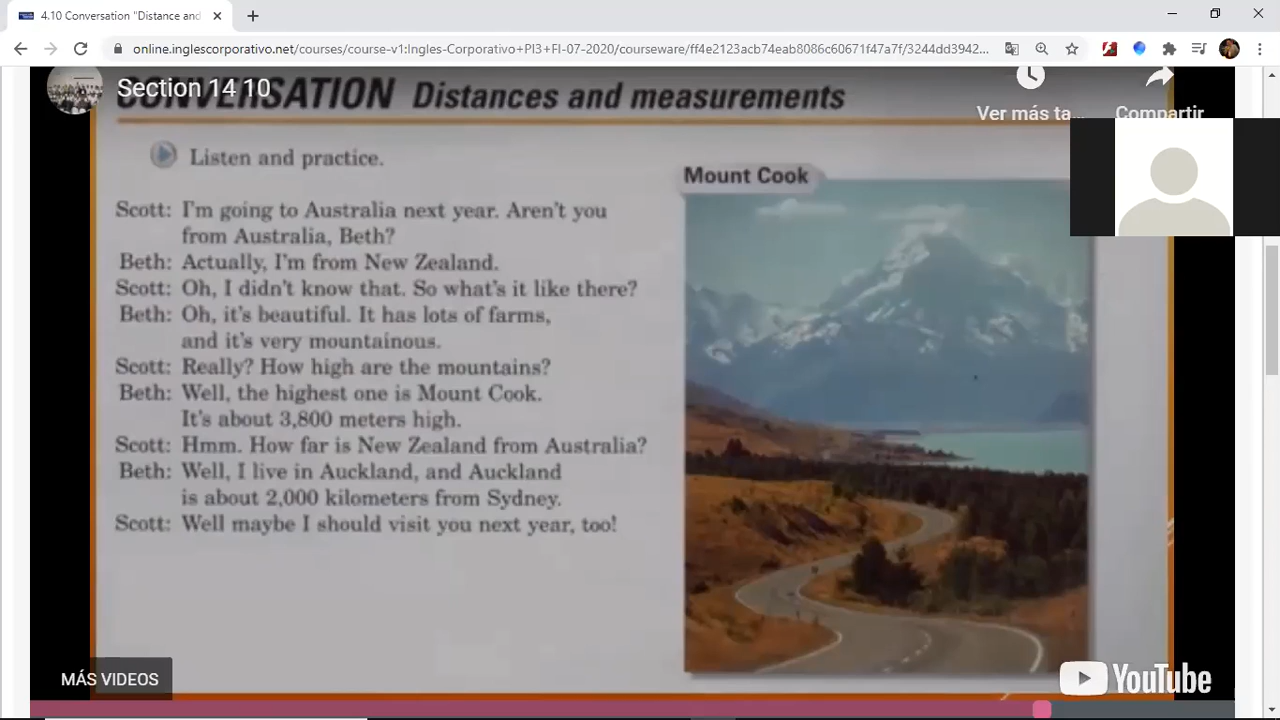 4.10 Conversation "Distance and
online.inglescorporativo.net/courses/course-v1:Ingles-Corporativo+PI3+FI-07-2020/courseware/ff4e2123acb74eab8086c60671f47a7f/3244dd3942...
Section 14 10
CONVERSATION Distances and measurements
Ver más ta...
Compartir
Listen and practice.
Mount Cook
Scott: I'm going to Australia next year. Aren't you
from Australia, Beth?
Beth: Actually, I'm from New Zealand.
Scott: Oh, I didn't know that. So what's it like there?
Beth: Oh, it's beautiful. It has lots of farms,
and it's very mountainous.
Scott: Really? How high are the mountains?
Beth: Well, the highest one is Mount Cook.
It's about 3,800 meters high.
Scott: Hmm. How far is New Zealand from Australia?
Beth: Well, I live in Auckland, and Auckland
is about 2,000 kilometers from Sydney.
Scott: Well maybe I should visit you next year, too!
MÁS VIDEOS
YouTube